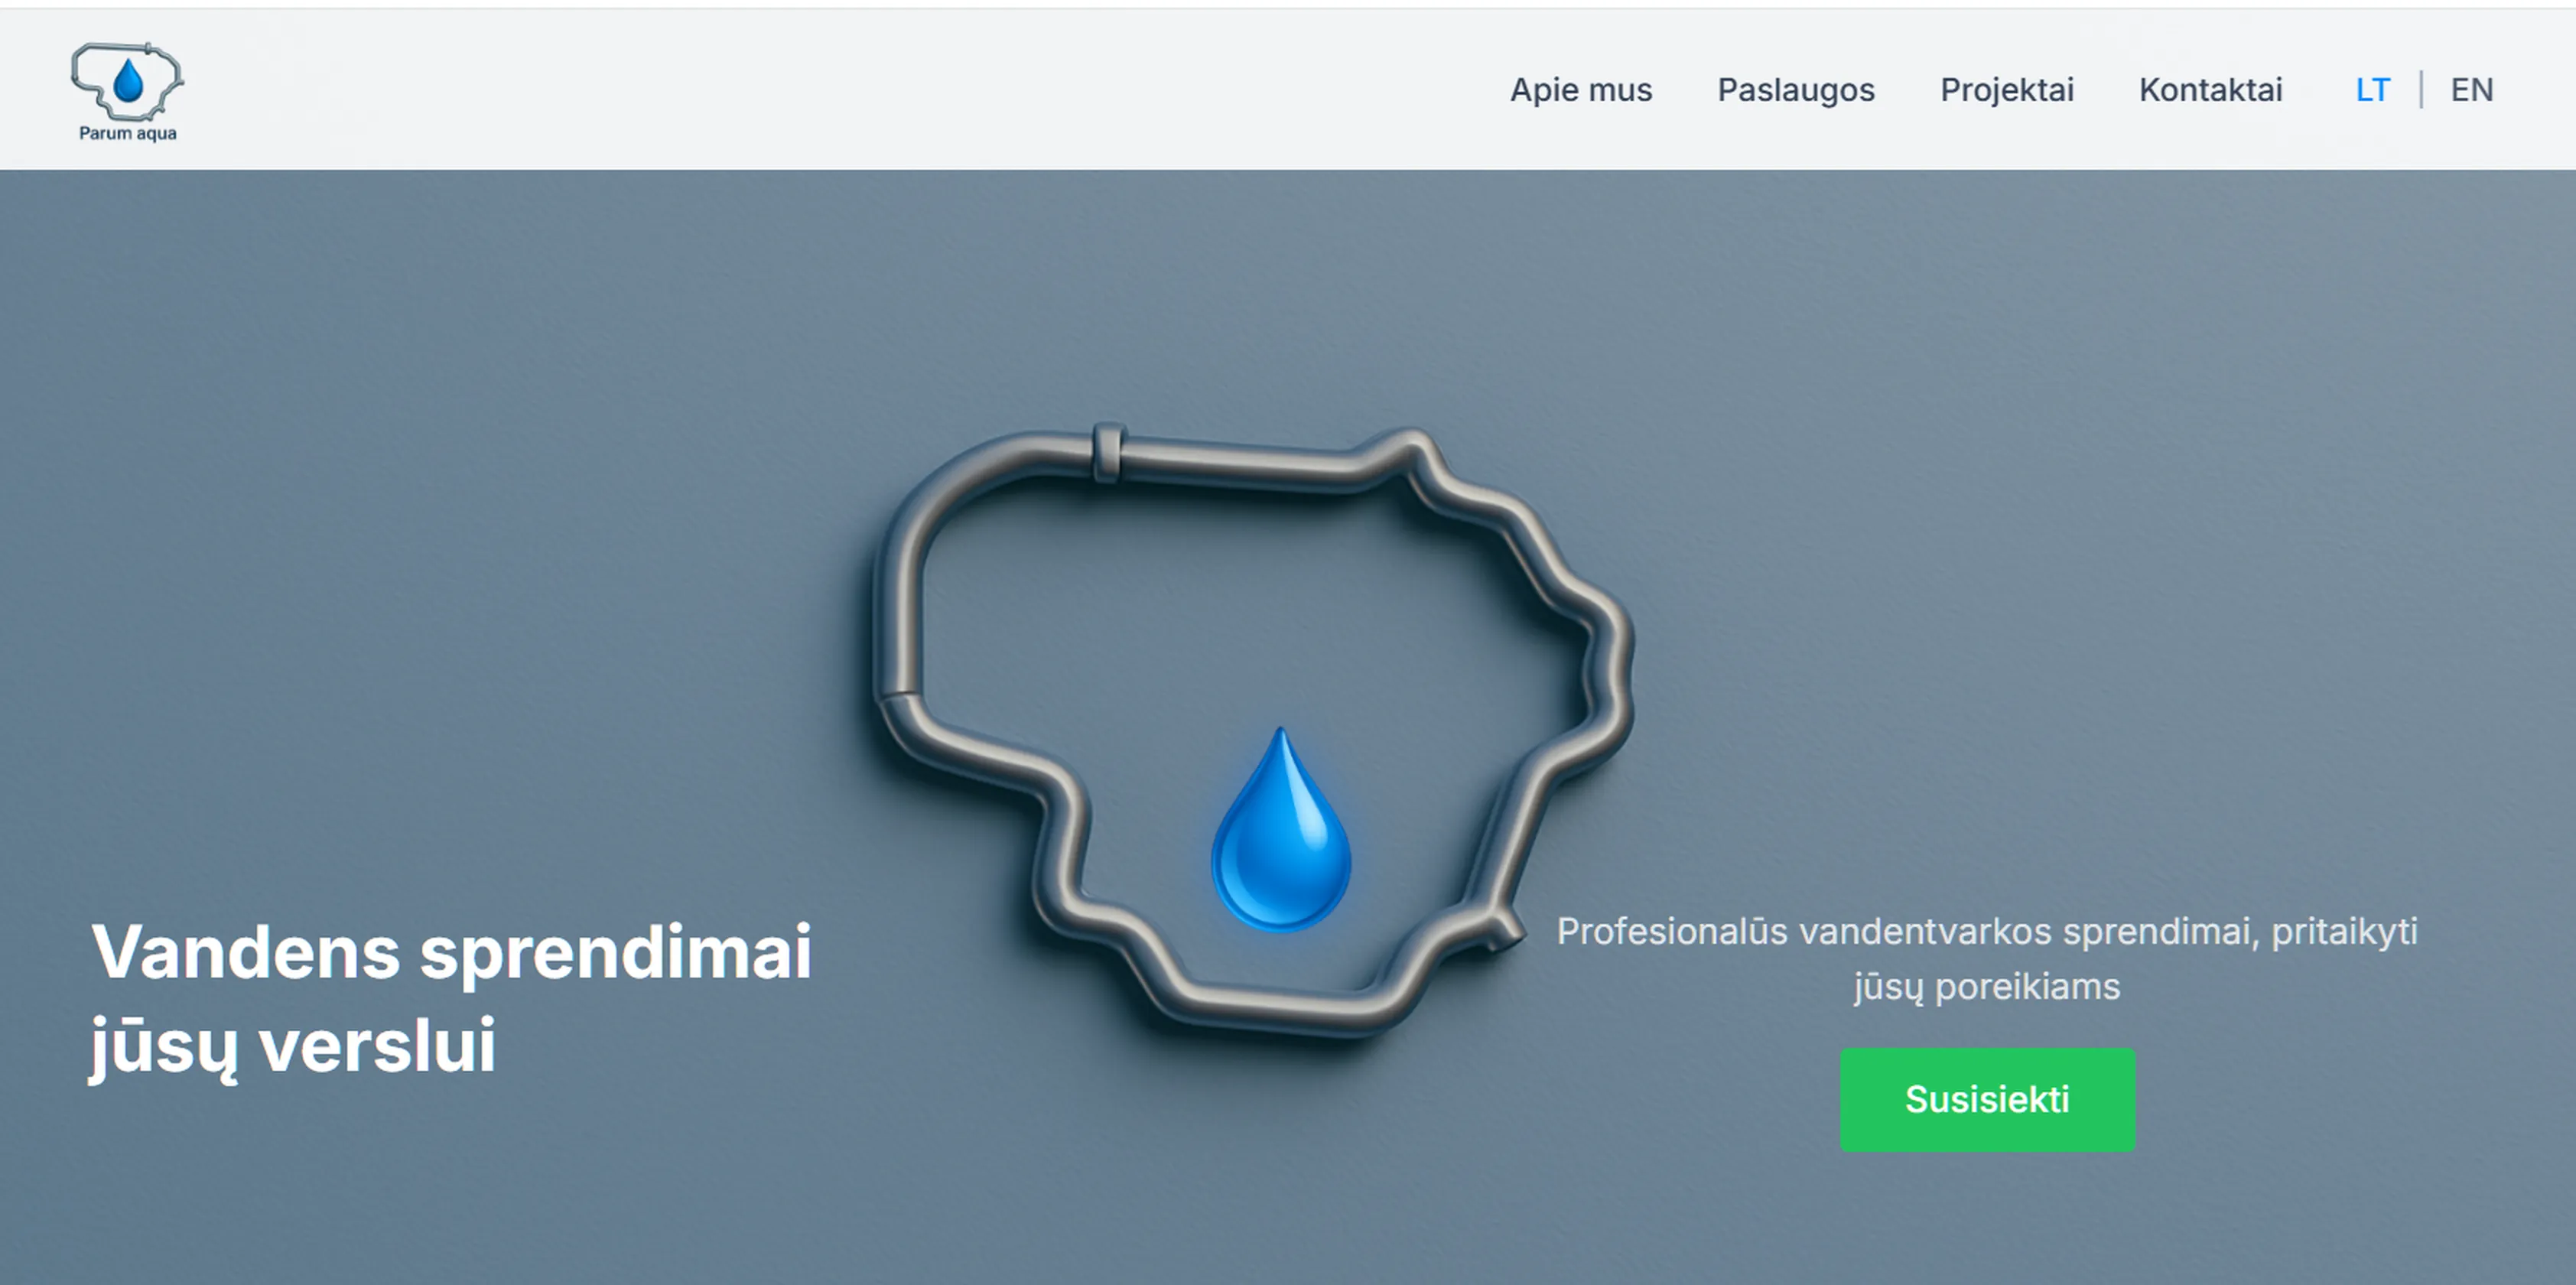 Parum aqua
Apie mus
Paslaugos
Projektai
Kontaktai
LT | EN
Vandens sprendimai
jūsų verslui
Profesionalūs vandentvarkos sprendimai, pritaikyti
jūsų poreikiams
Susisiekti